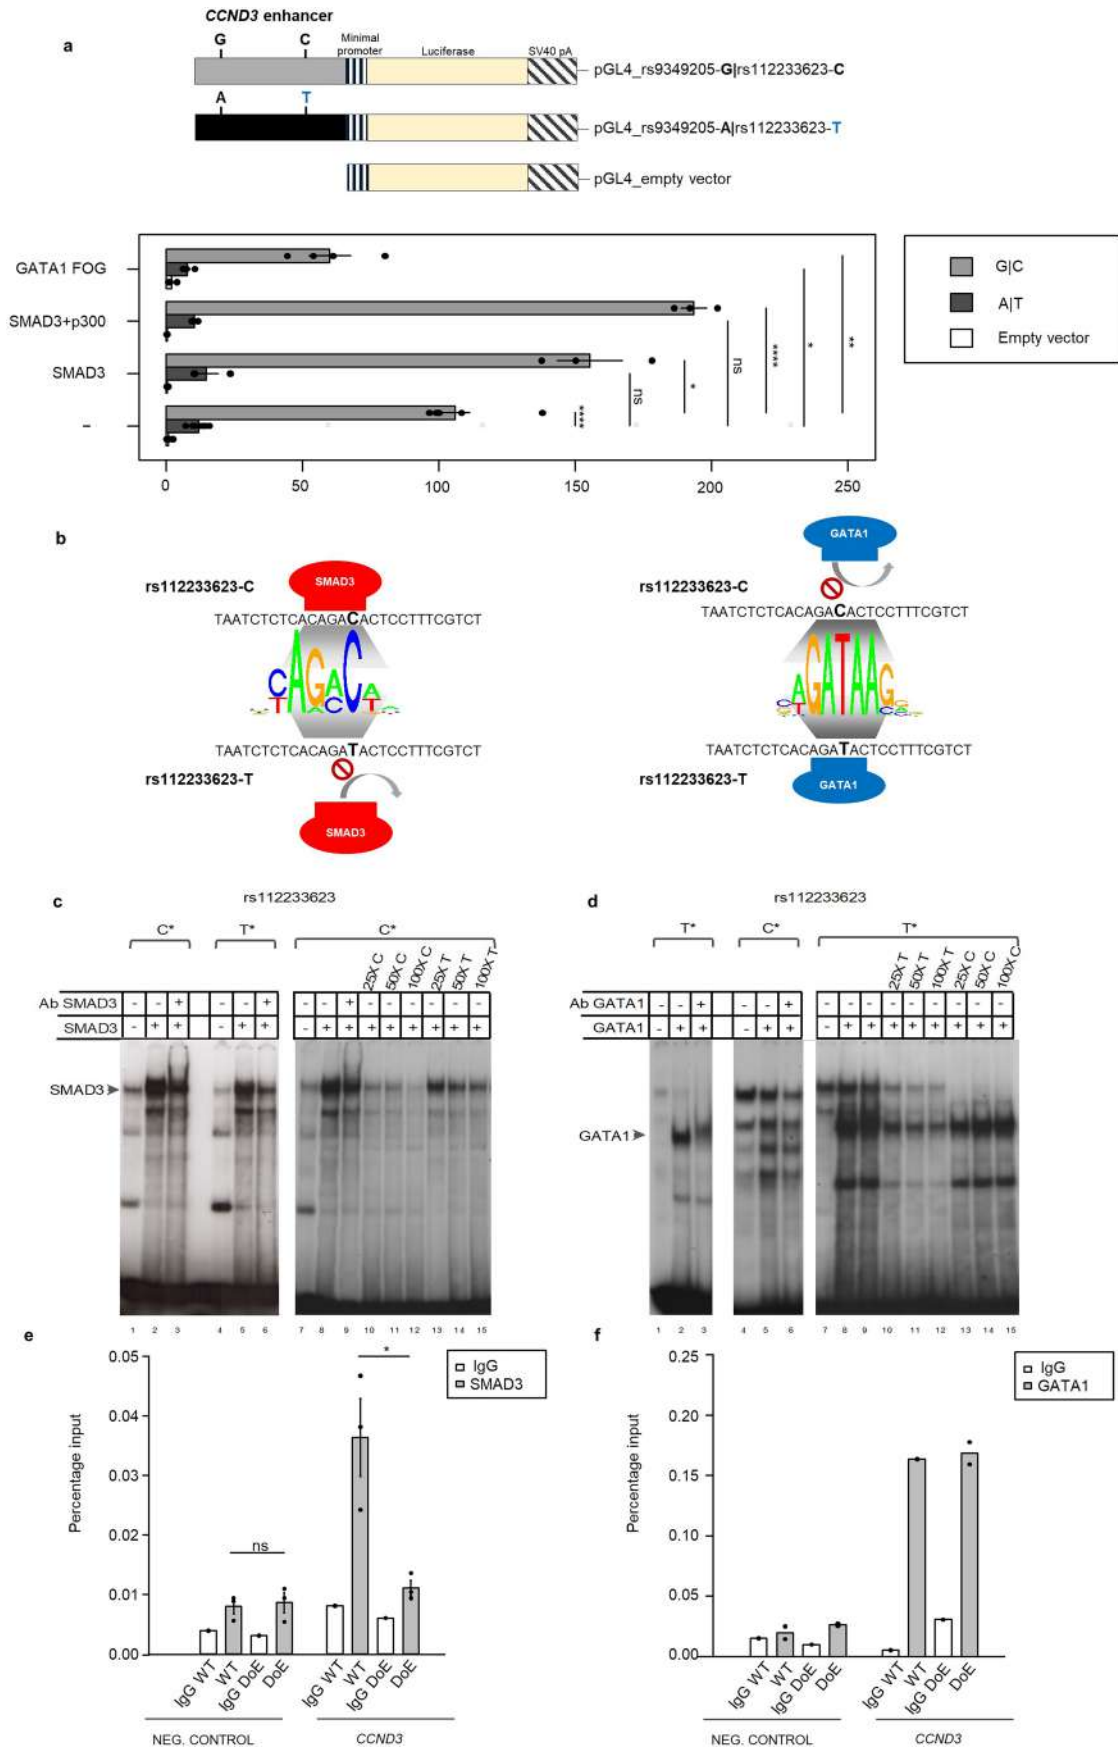 CCND3 enhancer
a
G C Minimal promoter Luciferase SV40 pA
pGL4_rs9349205-G|rs112233623-C
A T
pGL4_rs9349205-A|rs112233623-T
pGL4_empty vector
GATA1 FOG
SMAD3+p300
SMAD3
-
ns
****
ns
*
ns
****
*
**
0 50 100 150 200 250
G|C
A|T
Empty vector
b
SMAD3
rs112233623-C
TAATCTCTCACAGACACTCCTTTCGTCT
TAATCTCTCACAGATACTCCTTTCGTCT
rs112233623-T
SMAD3
GATA1
rs112233623-C
TAATCTCTCACAGACACTCCTTTCGTCT
GATAAG
TAATCTCTCACAGATACTCCTTTCGTCT
rs112233623-T
GATA1
c
rs112233623
C* T* C*
25X C 50X C 100X C 25X T 50X T 100X T
Ab SMAD3 - - + - - + - - + - - - - - -
SMAD3 - + + - + + - + + + + + + + +
SMAD3
1 2 3 4 5 6 7 8 9 10 11 12 13 14 15
d
rs112233623
T* C* T*
25X T 50X T 100X T 25X C 50X C 100X C
Ab GATA1 - - + - - +
GATA1 - + + - + + - + + + + + + + +
GATA1
1 2 3 4 5 6 7 8 9 10 11 12 13 14 15
e
Percentage input
0.05
0.04
0.03
0.02
0.01
0.00
IgG
SMAD3
ns
*
IgG WT WT IgG DoE DoE IgG WT WT IgG DoE DoE
NEG. CONTROL CCND3
f
Percentage input
0.25
0.20
0.15
0.10
0.05
0.00
IgG
GATA1
IgG WT WT IgG DoE DoE IgG WT WT IgG DoE DoE
NEG. CONTROL CCND3